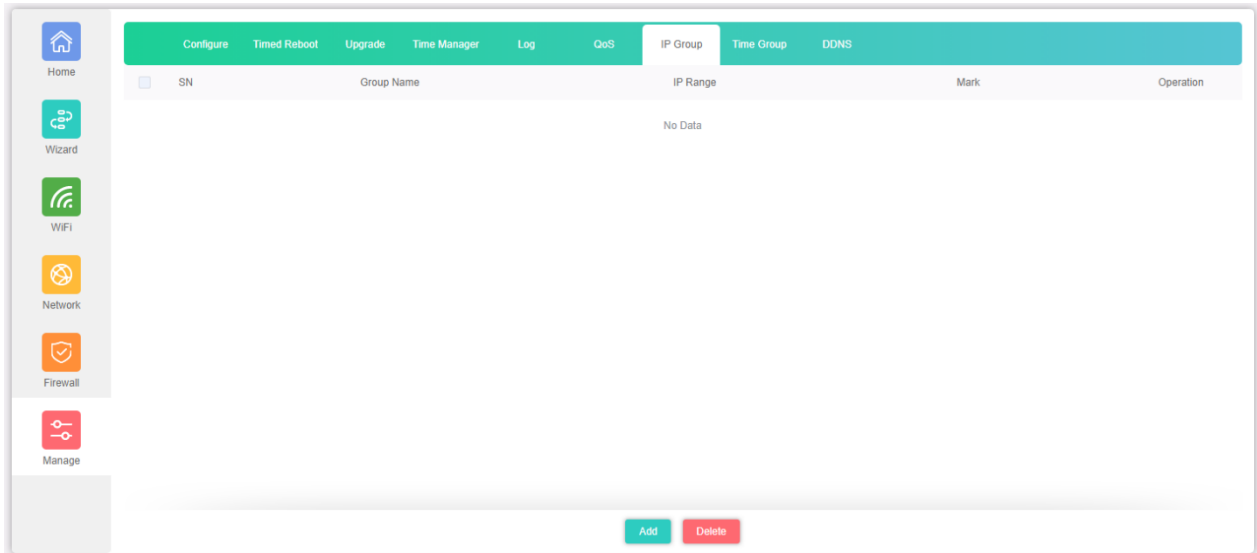 Home
Wizard
WiFi
Network
Firewall
Manage
Configure Timed Reboot Upgrade Time Manager Log QoS IP Group Time Group DDNS
SN Group Name IP Range Mark Operation
No Data
Add Delete